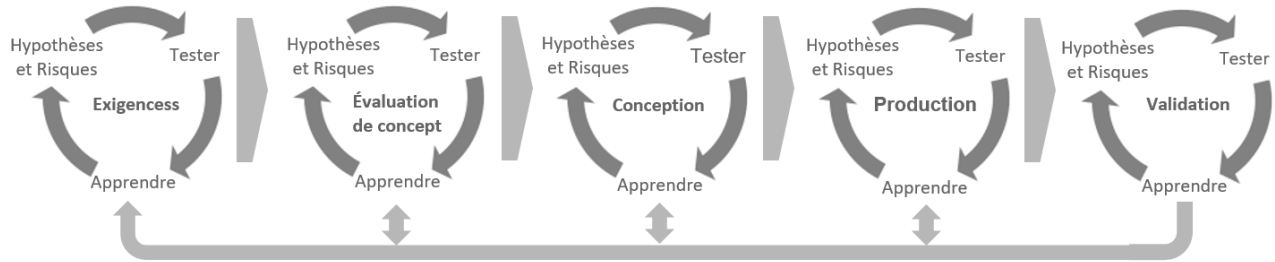 Hypothèses
et Risques
Tester
Exigencess
Apprendre
Hypothèses
et Risques
Tester
Évaluation
de concept
Apprendre
Hypothèses
et Risques
Tester
Conception
Apprendre
Hypothèses
et Risques
Tester
Production
Apprendre
Hypothèses
et Risques
Tester
Validation
Apprendre